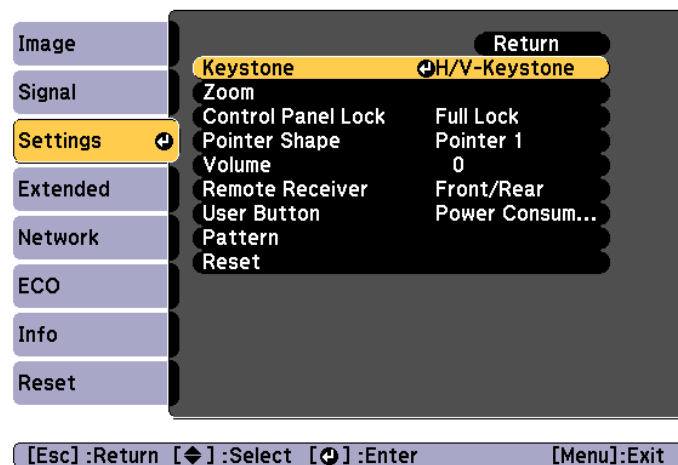 Image
Signal
Settings
Extended
Network
ECO
Info
Reset
Return
Keystone H/V-Keystone
Zoom
Control Panel Lock Full Lock
Pointer Shape Pointer 1
Volume 0
Remote Receiver Front/Rear
User Button Power Consum...
Pattern
Reset
[Esc] :Return [◆] :Select [↵] :Enter [Menu]:Exit